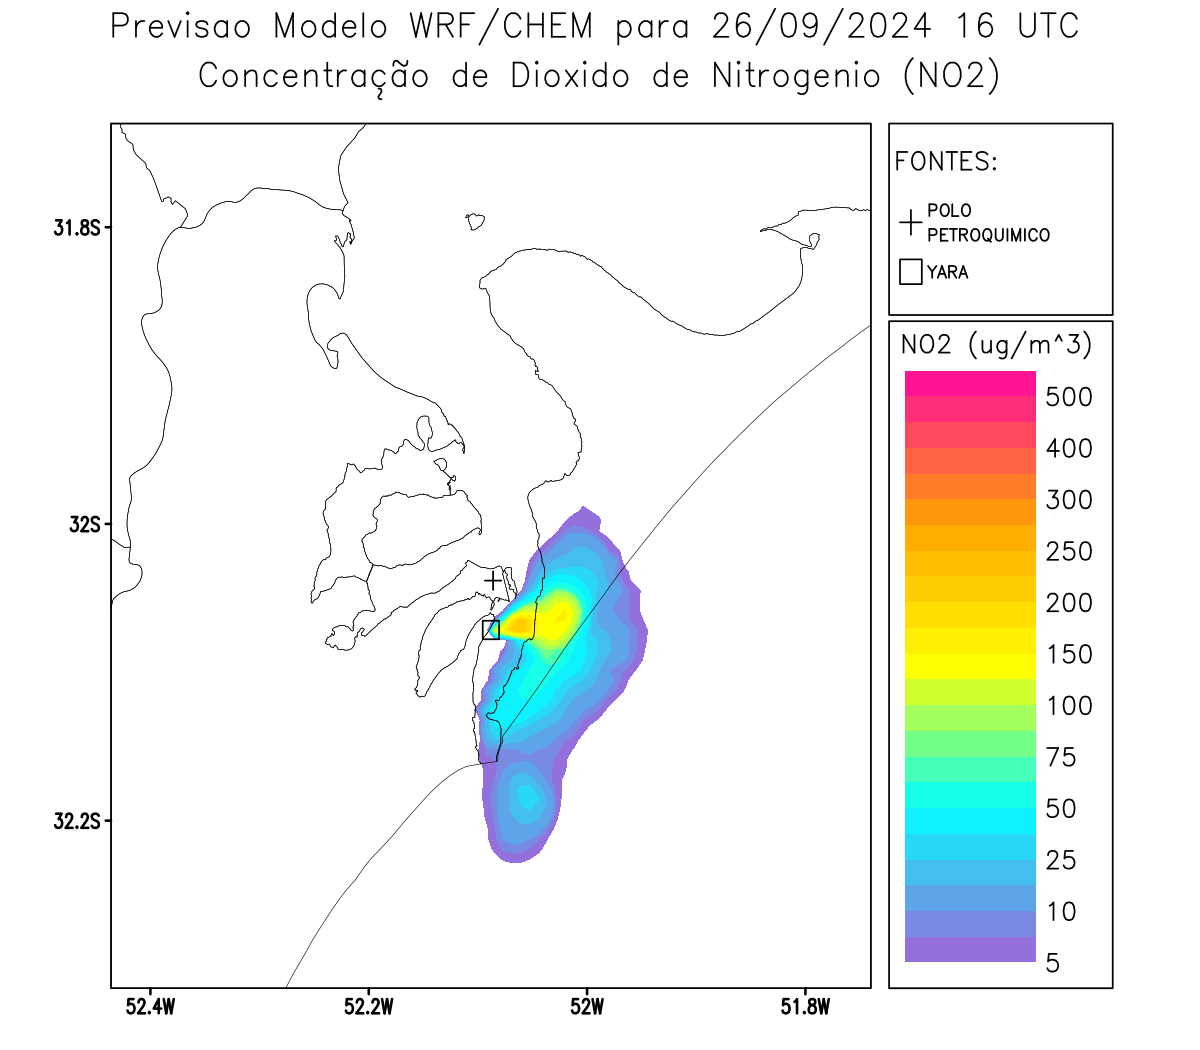 Previsao Modelo WRF/CHEM para 26/09/2024 16 UTC
Concentração de Dioxido de Nitrogenio (NO2)
FONTES:
POLO
PETROQUIMICO
YARA
NO2 (ug/m^3)
500
400
300
250
200
150
100
75
50
25
10
5
31.8S
32S
32.2S
52.4W
52.2W
52W
51.8W